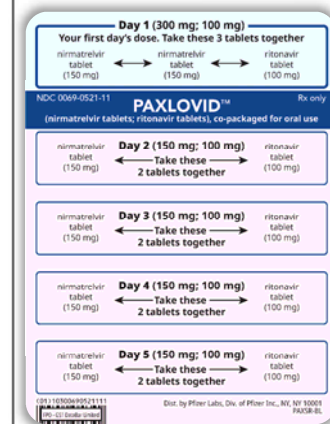 Day 1 (300 mg; 100 mg)
Your first day's dose. Take these 3 tablets together
nirmatrelvir nirmatrelvir ritonavir
tablet tablet tablet
(150 mg) (150 mg) (100 mg)
NDC 0069-0521-11 PAXLOVID™ Rx only
(nirmatrelvir tablets; ritonavir tablets), co-packaged for oral use
nirmatrelvir Day 2 (150 mg; 100 mg) ritonavir
tablet Take these tablet
(150 mg) 2 tablets together (100 mg)
nirmatrelvir Day 3 (150 mg; 100 mg) ritonavir
tablet Take these tablet
(150 mg) 2 tablets together (100 mg)
nirmatrelvir Day 4 (150 mg; 100 mg) ritonavir
tablet Take these tablet
(150 mg) 2 tablets together (100 mg)
nirmatrelvir Day 5 (150 mg; 100 mg) ritonavir
tablet Take these tablet
(150 mg) 2 tablets together (100 mg)
(01)10300690521111 Dist. by Pfizer Labs, Div. of Pfizer Inc., NY, NY 10001
PAXSR-BL